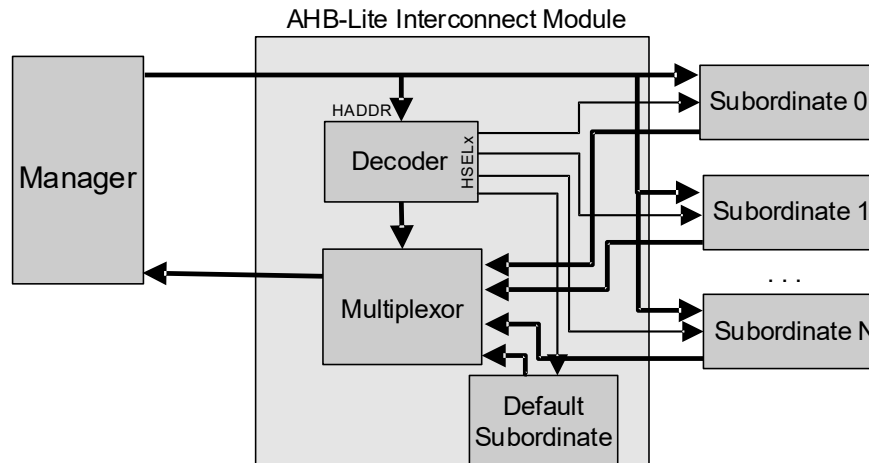 AHB-Lite Interconnect Module
Manager
HADDR
Decoder
HSELx
Multiplexor
Default
Subordinate
Subordinate 0
Subordinate 1
. . .
Subordinate N